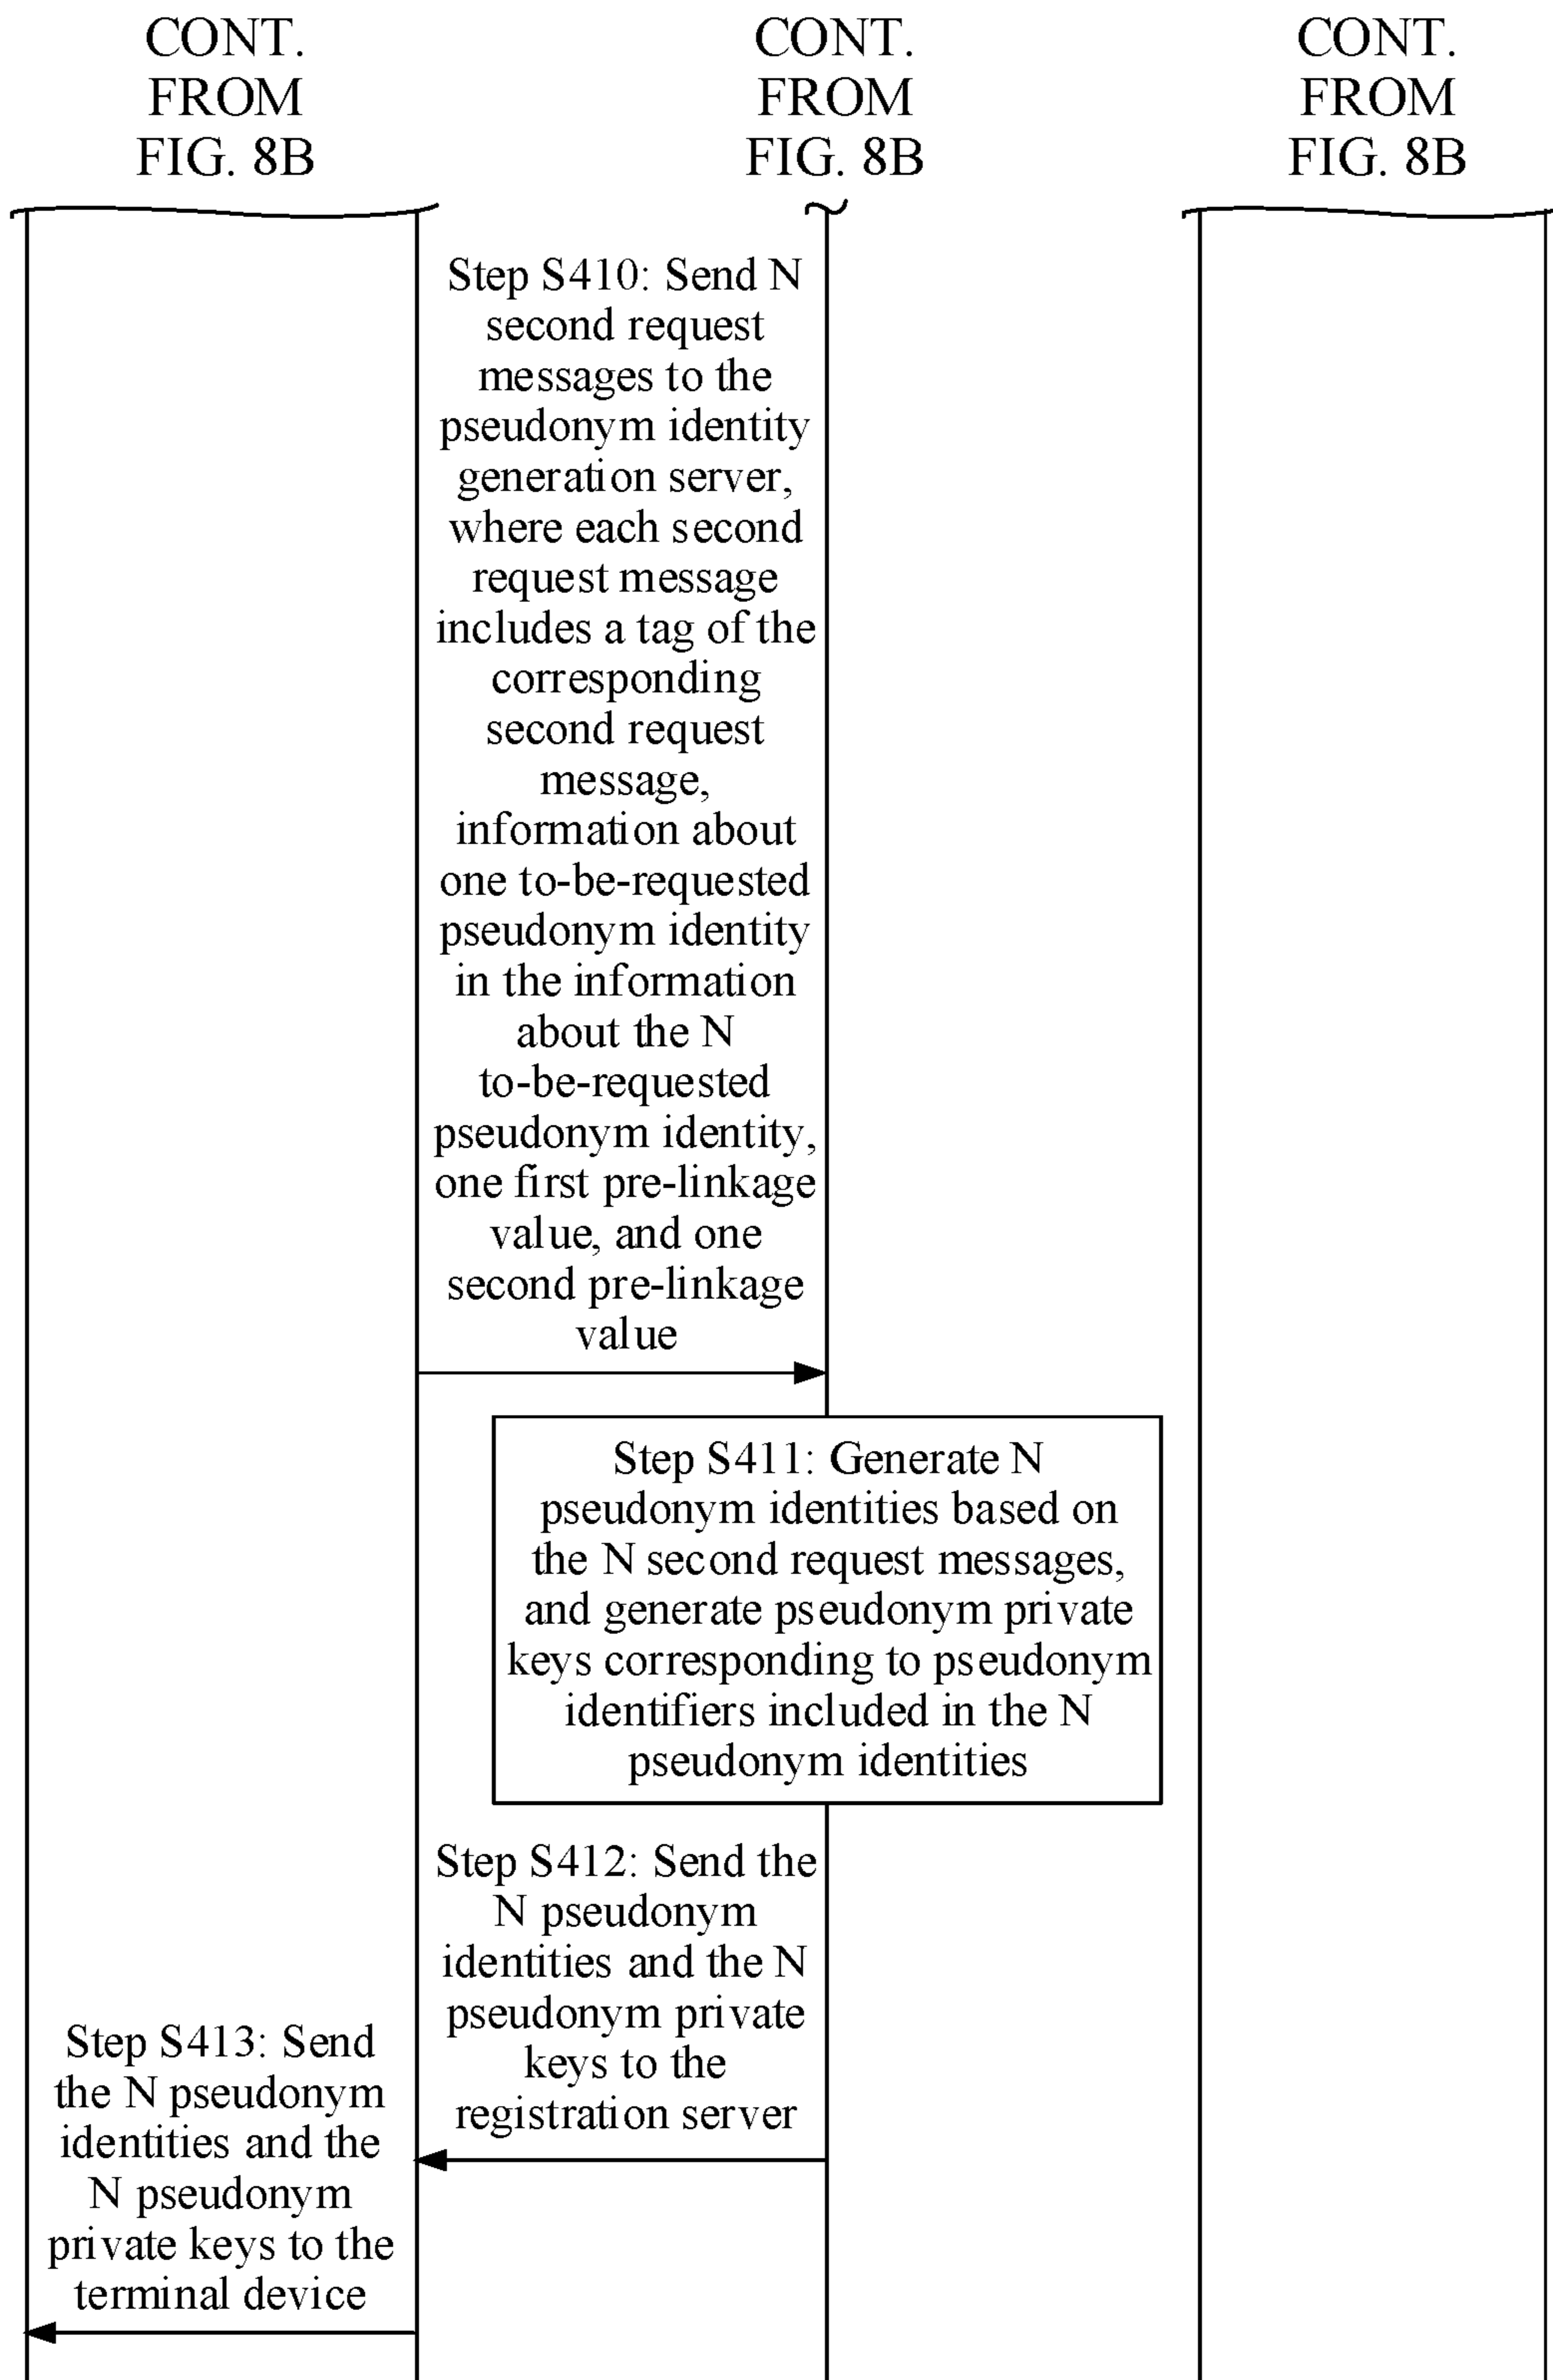 CONT.
FROM
FIG. 8B
CONT.
FROM
FIG. 8B
CONT.
FROM
FIG. 8B
Step S410: Send N
second request
messages to the
pseudonym identity
generation server,
where each second
request message
includes a tag of the
corresponding
second request
message,
information about
one to-be-requested
pseudonym identity
in the information
about the N
to-be-requested
pseudonym identity,
one first pre-linkage
value, and one
second pre-linkage
value
Step S411: Generate N
pseudonym identities based on
the N second request messages,
and generate pseudonym private
keys corresponding to pseudonym
identifiers included in the N
pseudonym identities
Step S412: Send the
N pseudonym
identities and the N
pseudonym private
keys to the
registration server
Step S413: Send
the N pseudonym
identities and the
N pseudonym
private keys to the
terminal device